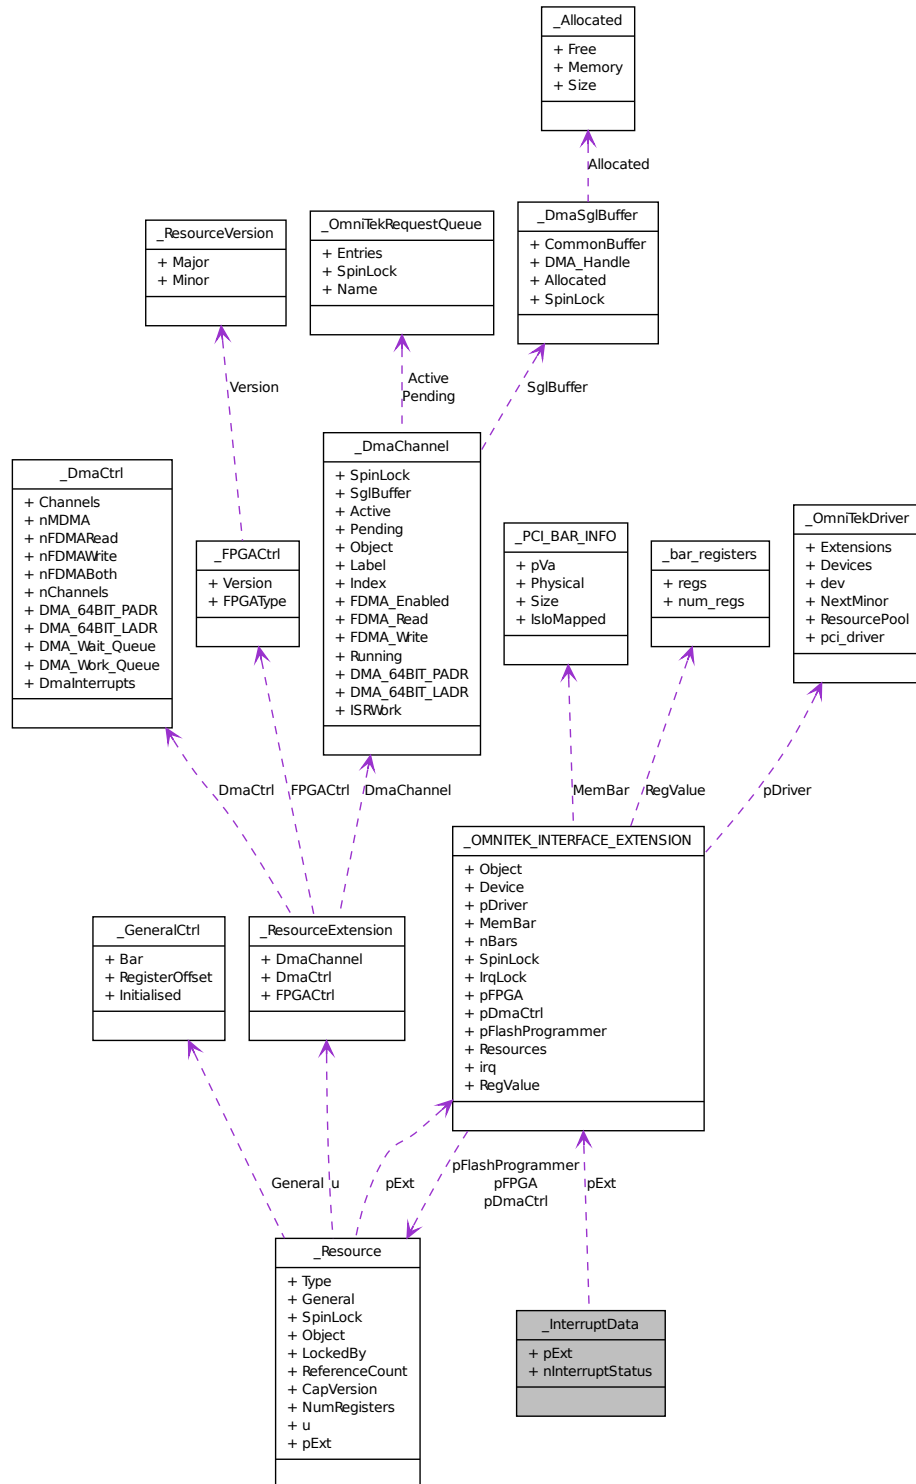 _Allocated
+ Free
+ Memory
+ Size
Allocated
_DmaSglBuffer
+ CommonBuffer
+ DMA_Handle
+ Allocated
+ SpinLock
_OmniTekRequestQueue
+ Entries
+ SpinLock
+ Name
_ResourceVersion
+ Major
+ Minor
Version
Active
Pending
SglBuffer
_DmaChannel
+ SpinLock
+ SglBuffer
+ Active
+ Pending
+ Object
+ Label
+ Index
+ FDMA_Enabled
+ FDMA_Read
+ FDMA_Write
+ Running
+ DMA_64BIT_PADR
+ DMA_64BIT_LADR
+ ISRWork
_DmaCtrl
+ Channels
+ nMDMA
+ nFDMARead
+ nFDMAWrite
+ nFDMABoth
+ nChannels
+ DMA_64BIT_PADR
+ DMA_64BIT_LADR
+ DMA_Wait_Queue
+ DMA_Work_Queue
+ DmaInterrupts
_FPGACtrl
+ Version
+ FPGAType
_PCI_BAR_INFO
+ pVa
+ Physical
+ Size
+ IsIoMapped
_bar_registers
+ regs
+ num_regs
_OmniTekDriver
+ Extensions
+ Devices
+ dev
+ NextMinor
+ ResourcePool
+ pci_driver
DmaCtrl
FPGACtrl
DmaChannel
MemBar
RegValue
pDriver
_OMNITEK_INTERFACE_EXTENSION
+ Object
+ Device
+ pDriver
+ MemBar
+ nBars
+ SpinLock
+ IrqLock
+ pFPGA
+ pDmaCtrl
+ pFlashProgrammer
+ Resources
+ irq
+ RegValue
_GeneralCtrl
+ Bar
+ RegisterOffset
+ Initialised
_ResourceExtension
+ DmaChannel
+ DmaCtrl
+ FPGACtrl
General
u
pExt
pFlashProgrammer
pFPGA
pDmaCtrl
pExt
_Resource
+ Type
+ General
+ SpinLock
+ Object
+ LockedBy
+ ReferenceCount
+ CapVersion
+ NumRegisters
+ u
+ pExt
_InterruptData
+ pExt
+ nInterruptStatus